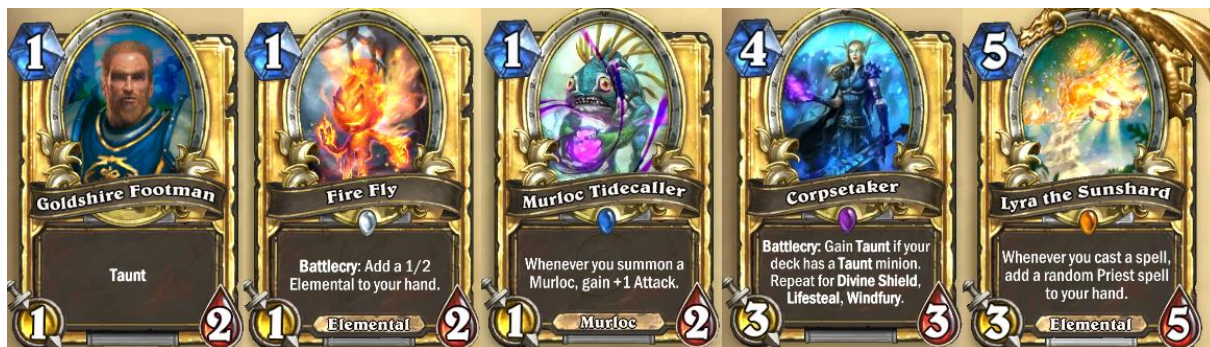 1
Goldshire Footman
Taunt
1
2
1
Fire Fly
Battlecry: Add a 1/2
Elemental to your hand.
1
Elemental
2
1
Murloc Tidecaller
Whenever you summon a
Murloc, gain +1 Attack.
1
Murloc
2
4
Corpsetaker
Battlecry: Gain Taunt if your
deck has a Taunt minion.
Repeat for Divine Shield,
Lifesteal, Windfury.
3
3
5
Lyra the Sunshard
Whenever you cast a spell,
add a random Priest spell
to your hand.
3
Elemental
5